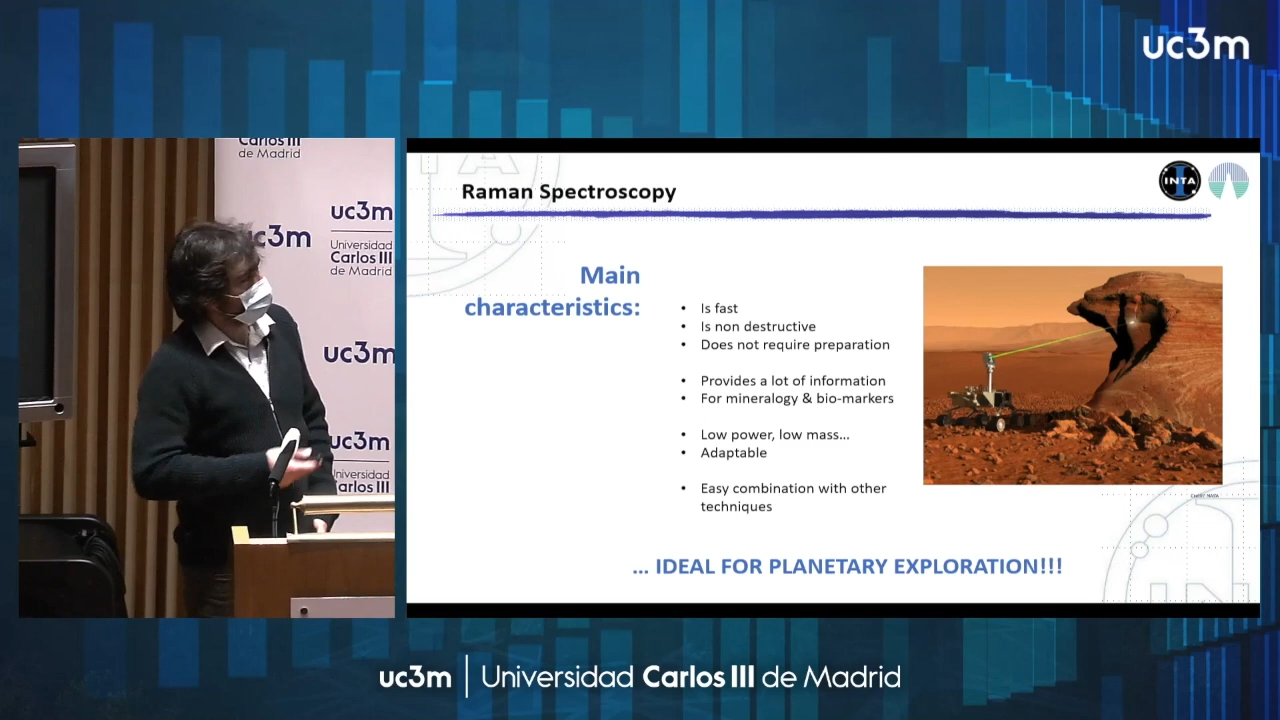 uc3m
Carlos III
de Madrid
uc3m
uc3m
Universidad
Carlos III
de Madrid
uc3m
uc3m
Universidad
Carlos III
Raman Spectroscopy
INTA
Main
characteristics:
• Is fast
• Is non destructive
• Does not require preparation
• Provides a lot of information
• For mineralogy & bio-markers
• Low power, low mass...
• Adaptable
• Easy combination with other
techniques
... IDEAL FOR PLANETARY EXPLORATION!!!
uc3m | Universidad Carlos III de Madrid